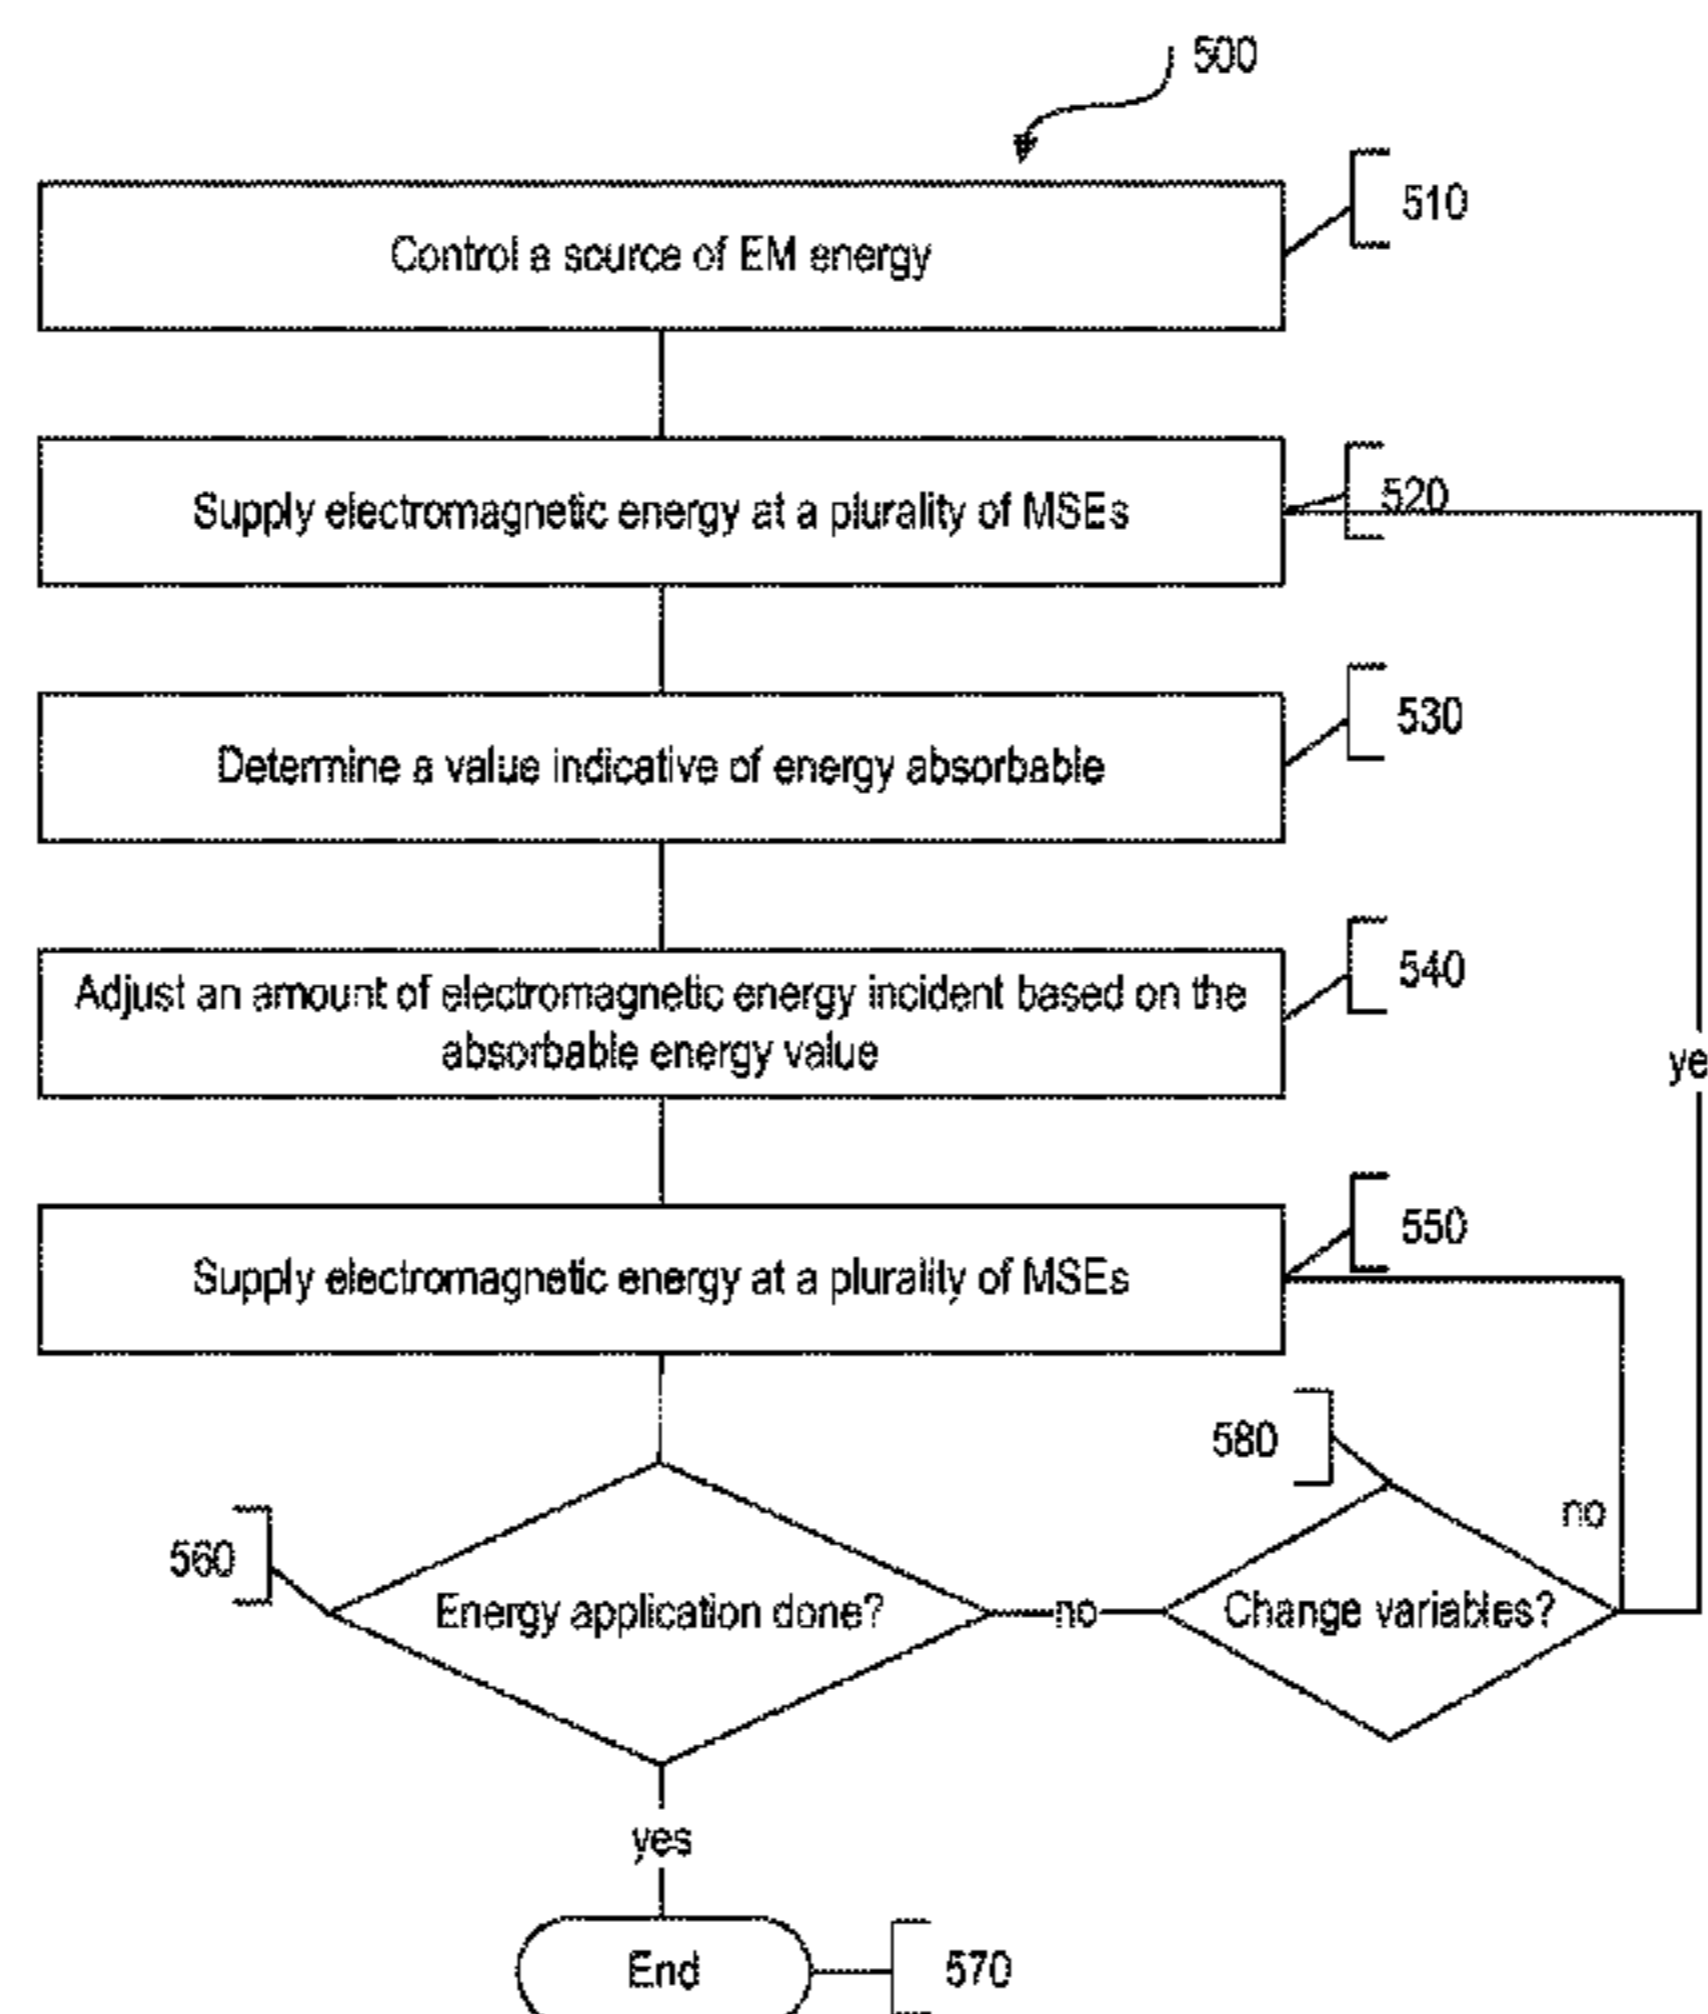 500
510
Control a source of EM energy
520
Supply electromagnetic energy at a plurality of MSEs
530
Determine a value indicative of energy absorbable
540
Adjust an amount of electromagnetic energy incident based on the
absorbable energy value
ye
550
Supply electromagnetic energy at a plurality of MSEs
580
no
560
Energy application done?
no
Change variables?
yes
End
570